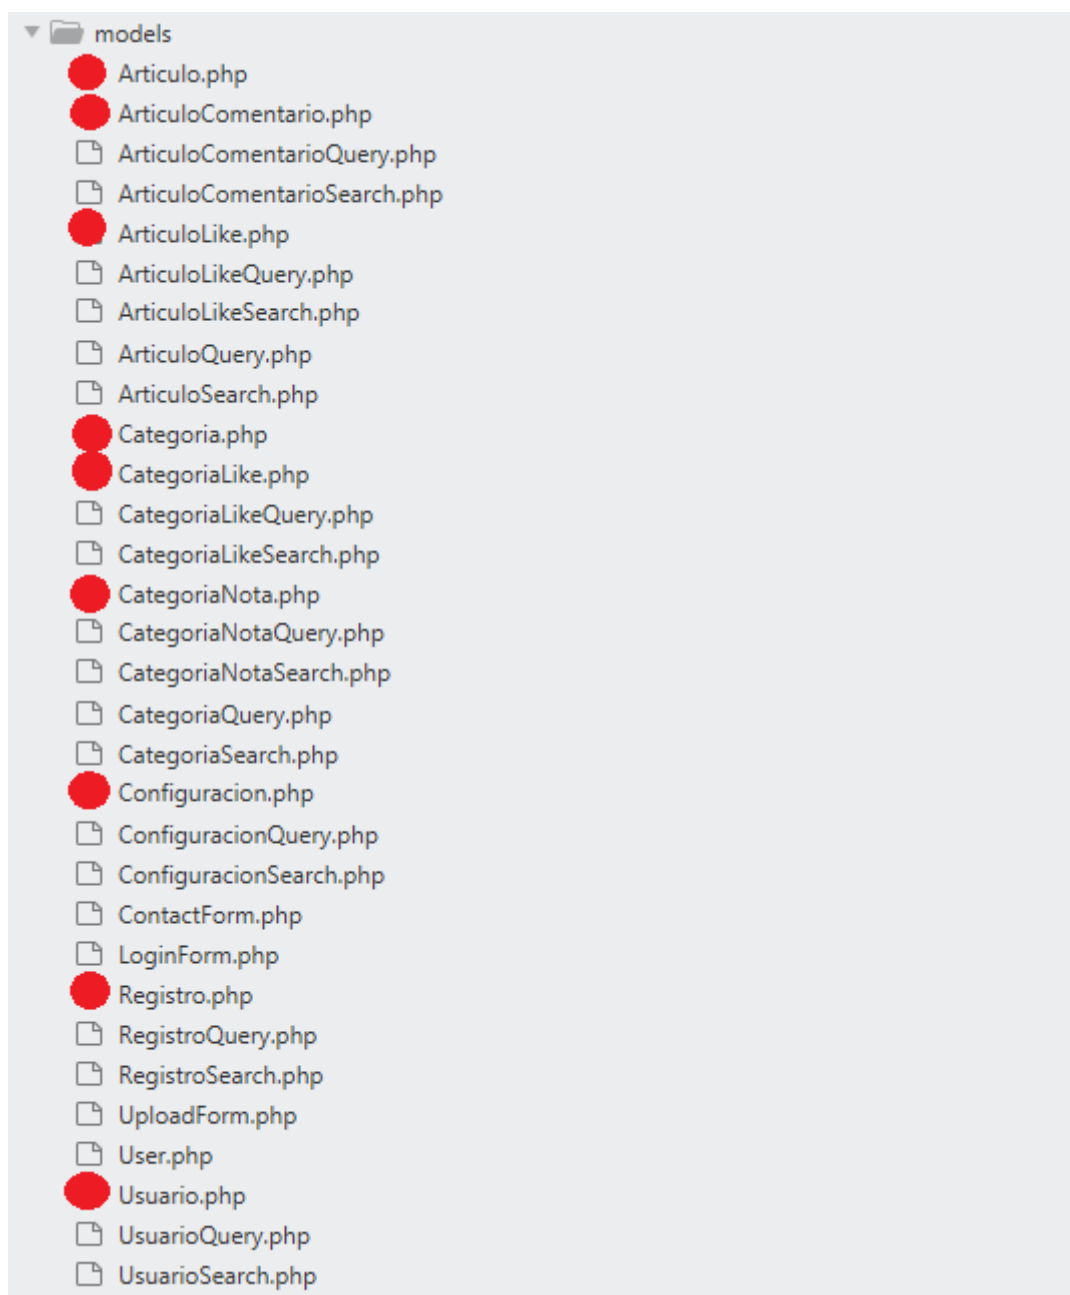 models
Articulo.php
ArticuloComentario.php
ArticuloComentarioQuery.php
ArticuloComentarioSearch.php
ArticuloLike.php
ArticuloLikeQuery.php
ArticuloLikeSearch.php
ArticuloQuery.php
ArticuloSearch.php
Categoria.php
CategoriaLike.php
CategoriaLikeQuery.php
CategoriaLikeSearch.php
CategoriaNota.php
CategoriaNotaQuery.php
CategoriaNotaSearch.php
CategoriaQuery.php
CategoriaSearch.php
Configuracion.php
ConfiguracionQuery.php
ConfiguracionSearch.php
ContactForm.php
LoginForm.php
Registro.php
RegistroQuery.php
RegistroSearch.php
UploadForm.php
User.php
Usuario.php
UsuarioQuery.php
UsuarioSearch.php